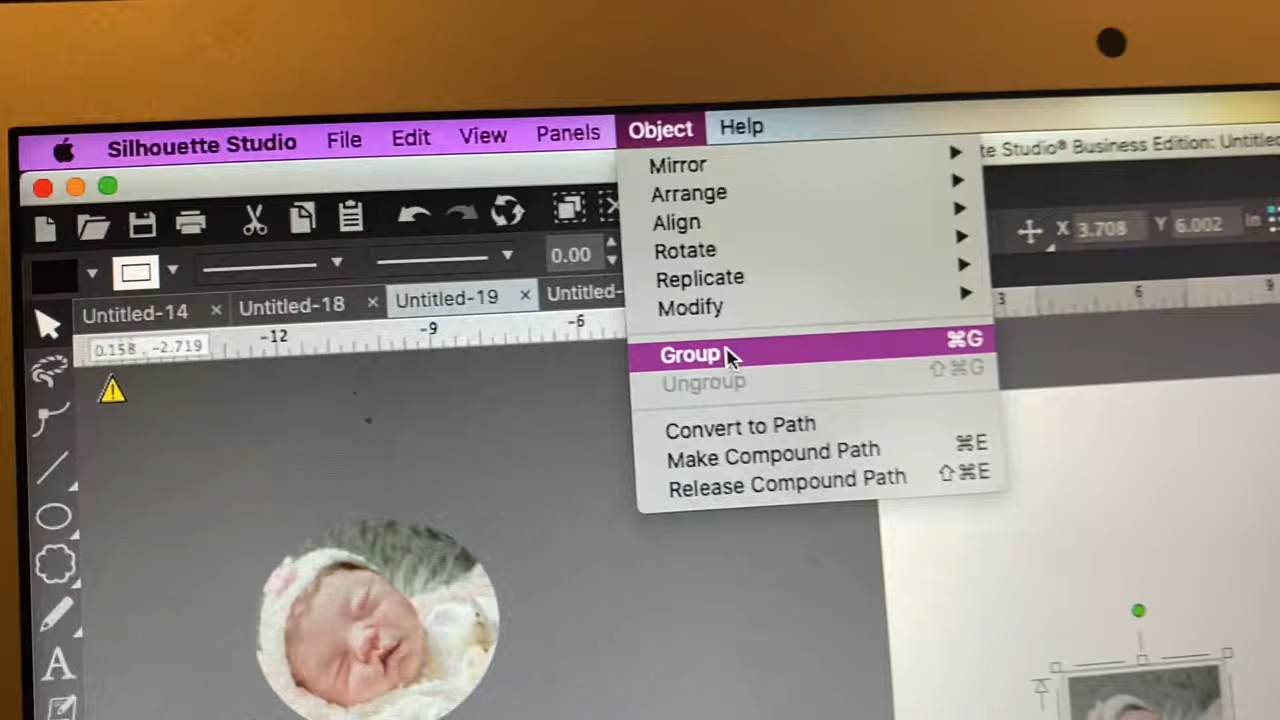 Silhouette Studio File Edit View Panels Object Help
te Studio® Business Edition: Untitled
Mirror
Arrange
Align
Rotate
Replicate
Modify
Group ⌘G
Ungroup ⇧⌘G
Convert to Path
Make Compound Path ⌘E
Release Compound Path ⇧⌘E
X 3.708 Y 6.002 in
0.00
Untitled-14 × Untitled-18 × Untitled-19 × Untitled-
-12 -9 -6 3 6 9
0.158 , -2.719
A